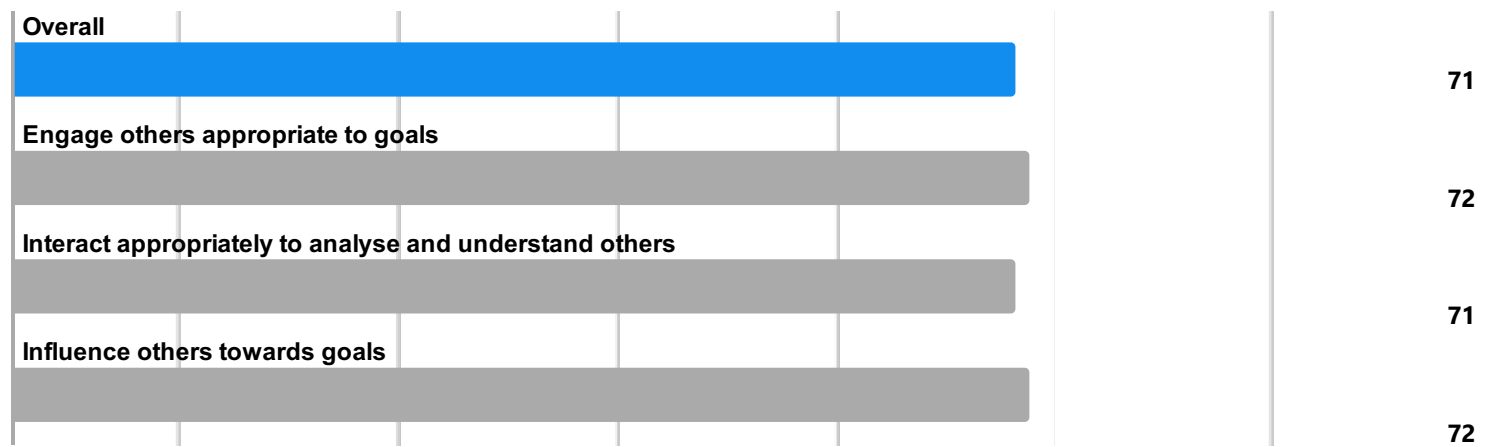 Overall
71
Engage others appropriate to goals
72
Interact appropriately to analyse and understand others
71
Influence others towards goals
72